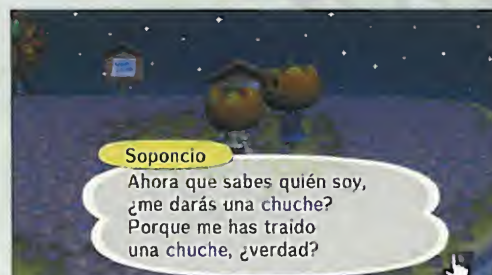 Soponcio
Ahora que sabes quién soy,
¿me darás una chuche?
Porque me has traido
una chuche, ¿verdad?